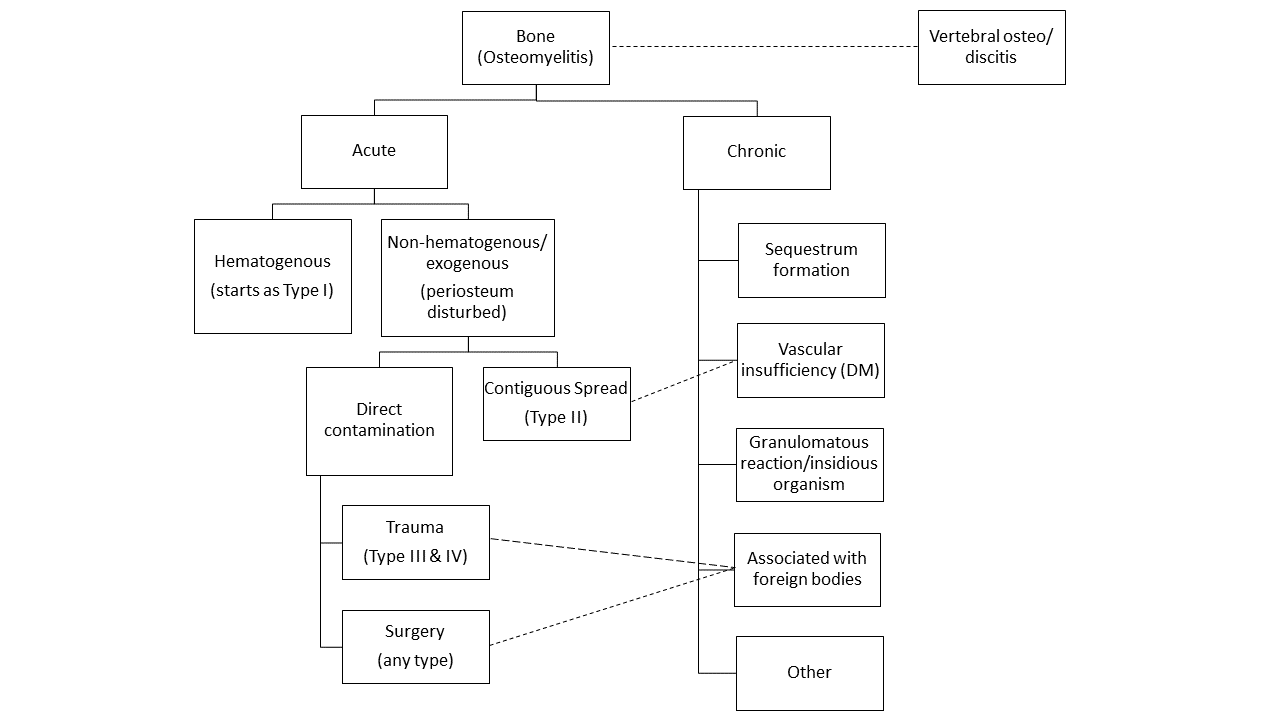 Bone
(Osteomyelitis)
Vertebral osteo/
discitis
Acute
Chronic
Hematogenous
(starts as Type I)
Non-hematogenous/
exogenous
(periosteum
disturbed)
Sequestrum
formation
Direct
contamination
Contiguous Spread
(Type II)
Vascular
insufficiency (DM)
Granulomatous
reaction/insidious
organism
Trauma
(Type III & IV)
Associated with
foreign bodies
Surgery
(any type)
Other